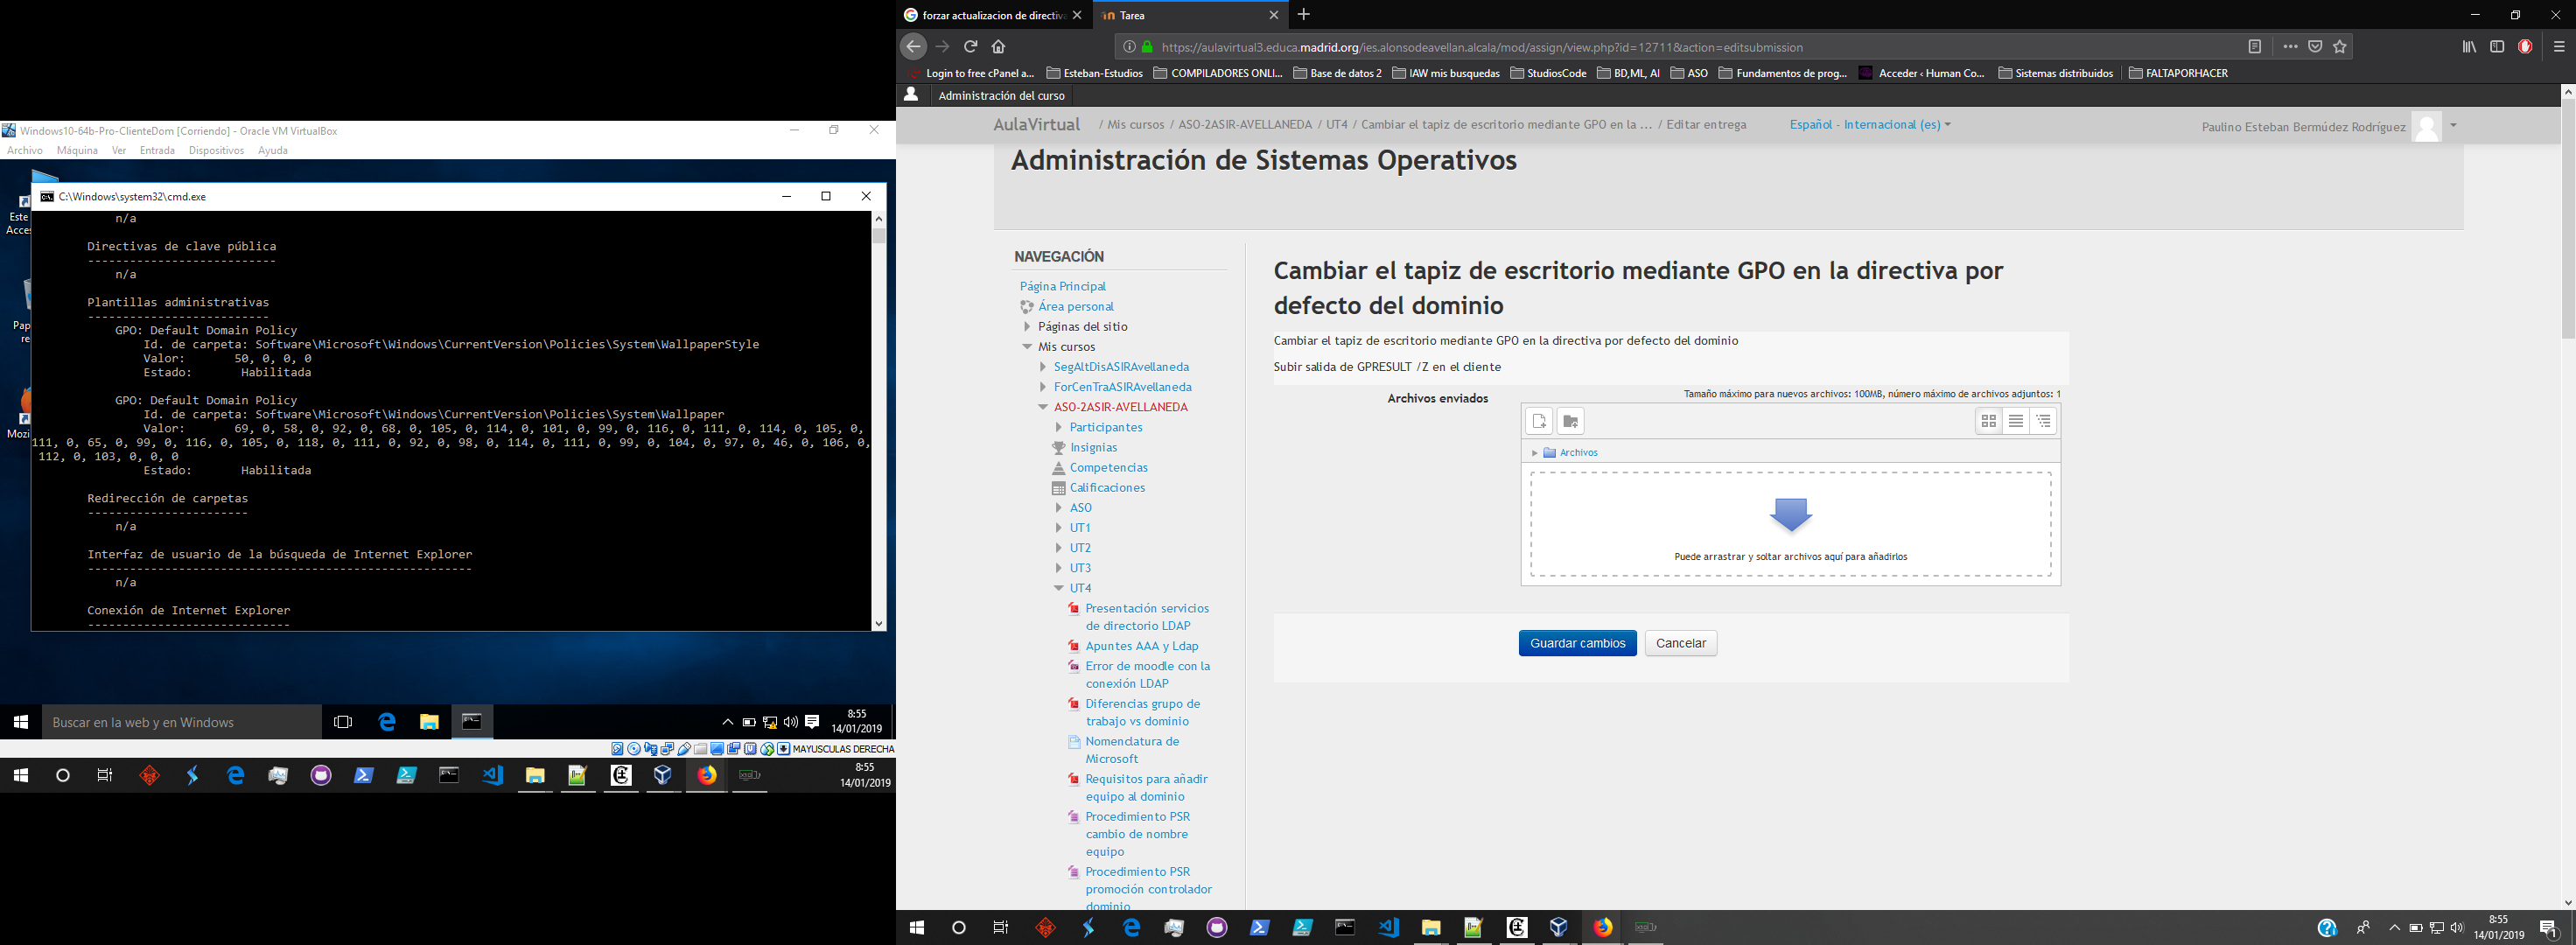 Windows10-64b-Pro-ClienteDom [Corriendo] - Oracle VM VirtualBox
Archivo Máquina Ver Entrada Dispositivos Ayuda
Este
Acces
Pap
re
Mozi
C:\Windows\system32\cmd.exe
n/a
Directivas de clave pública
---------------------------
n/a
Plantillas administrativas
--------------------------
GPO: Default Domain Policy
Id. de carpeta: Software\Microsoft\Windows\CurrentVersion\Policies\System\WallpaperStyle
Valor: 50, 0, 0, 0
Estado: Habilitada
GPO: Default Domain Policy
Id. de carpeta: Software\Microsoft\Windows\CurrentVersion\Policies\System\Wallpaper
Valor: 69, 0, 58, 0, 92, 0, 68, 0, 105, 0, 114, 0, 101, 0, 99, 0, 116, 0, 111, 0, 114, 0, 105, 0,
111, 0, 65, 0, 99, 0, 116, 0, 105, 0, 118, 0, 111, 0, 92, 0, 98, 0, 114, 0, 111, 0, 99, 0, 104, 0, 97, 0, 46, 0, 106, 0,
112, 0, 103, 0, 0, 0
Estado: Habilitada
Redirección de carpetas
-----------------------
n/a
Interfaz de usuario de la búsqueda de Internet Explorer
-------------------------------------------------------
n/a
Conexión de Internet Explorer
-----------------------------
Buscar en la web y en Windows
8:55
14/01/2019
MAYUSCULAS DERECHA
8:55
14/01/2019
forzar actualizacion de directiva
Tarea
https://aulavirtual3.educa.madrid.org/ies.alonsodeavellan.alcala/mod/assign/view.php?id=12711&action=editsubmission
Login to free cPanel a... Esteban-Estudios COMPILADORES ONLI... Base de datos 2 IAW mis busquedas StudiosCode BD,ML, AI ASO Fundamentos de prog... Acceder ‹ Human Co... Sistemas distribuidos FALTAPORHACER
Administración del curso
AulaVirtual / Mis cursos / ASO-2ASIR-AVELLANEDA / UT4 / Cambiar el tapiz de escritorio mediante GPO en la ... / Editar entrega Español - Internacional (es) Paulino Esteban Bermúdez Rodríguez
Administración de Sistemas Operativos
NAVEGACIÓN
Página Principal
Área personal
Páginas del sitio
Mis cursos
SegAltDisASIRAvellaneda
ForCenTraASIRAvellaneda
ASO-2ASIR-AVELLANEDA
Participantes
Insignias
Competencias
Calificaciones
ASO
UT1
UT2
UT3
UT4
Presentación servicios
de directorio LDAP
Apuntes AAA y Ldap
Error de moodle con la
conexión LDAP
Diferencias grupo de
trabajo vs dominio
Nomenclatura de
Microsoft
Requisitos para añadir
equipo al dominio
Procedimiento PSR
cambio de nombre
equipo
Procedimiento PSR
promoción controlador
dominio
Cambiar el tapiz de escritorio mediante GPO en la directiva por
defecto del dominio
Cambiar el tapiz de escritorio mediante GPO en la directiva por defecto del dominio
Subir salida de GPRESULT /Z en el cliente
Archivos enviados
Tamaño máximo para nuevos archivos: 100MB, número máximo de archivos adjuntos: 1
Archivos
Puede arrastrar y soltar archivos aquí para añadirlos
Guardar cambios
Cancelar
8:55
14/01/2019
1